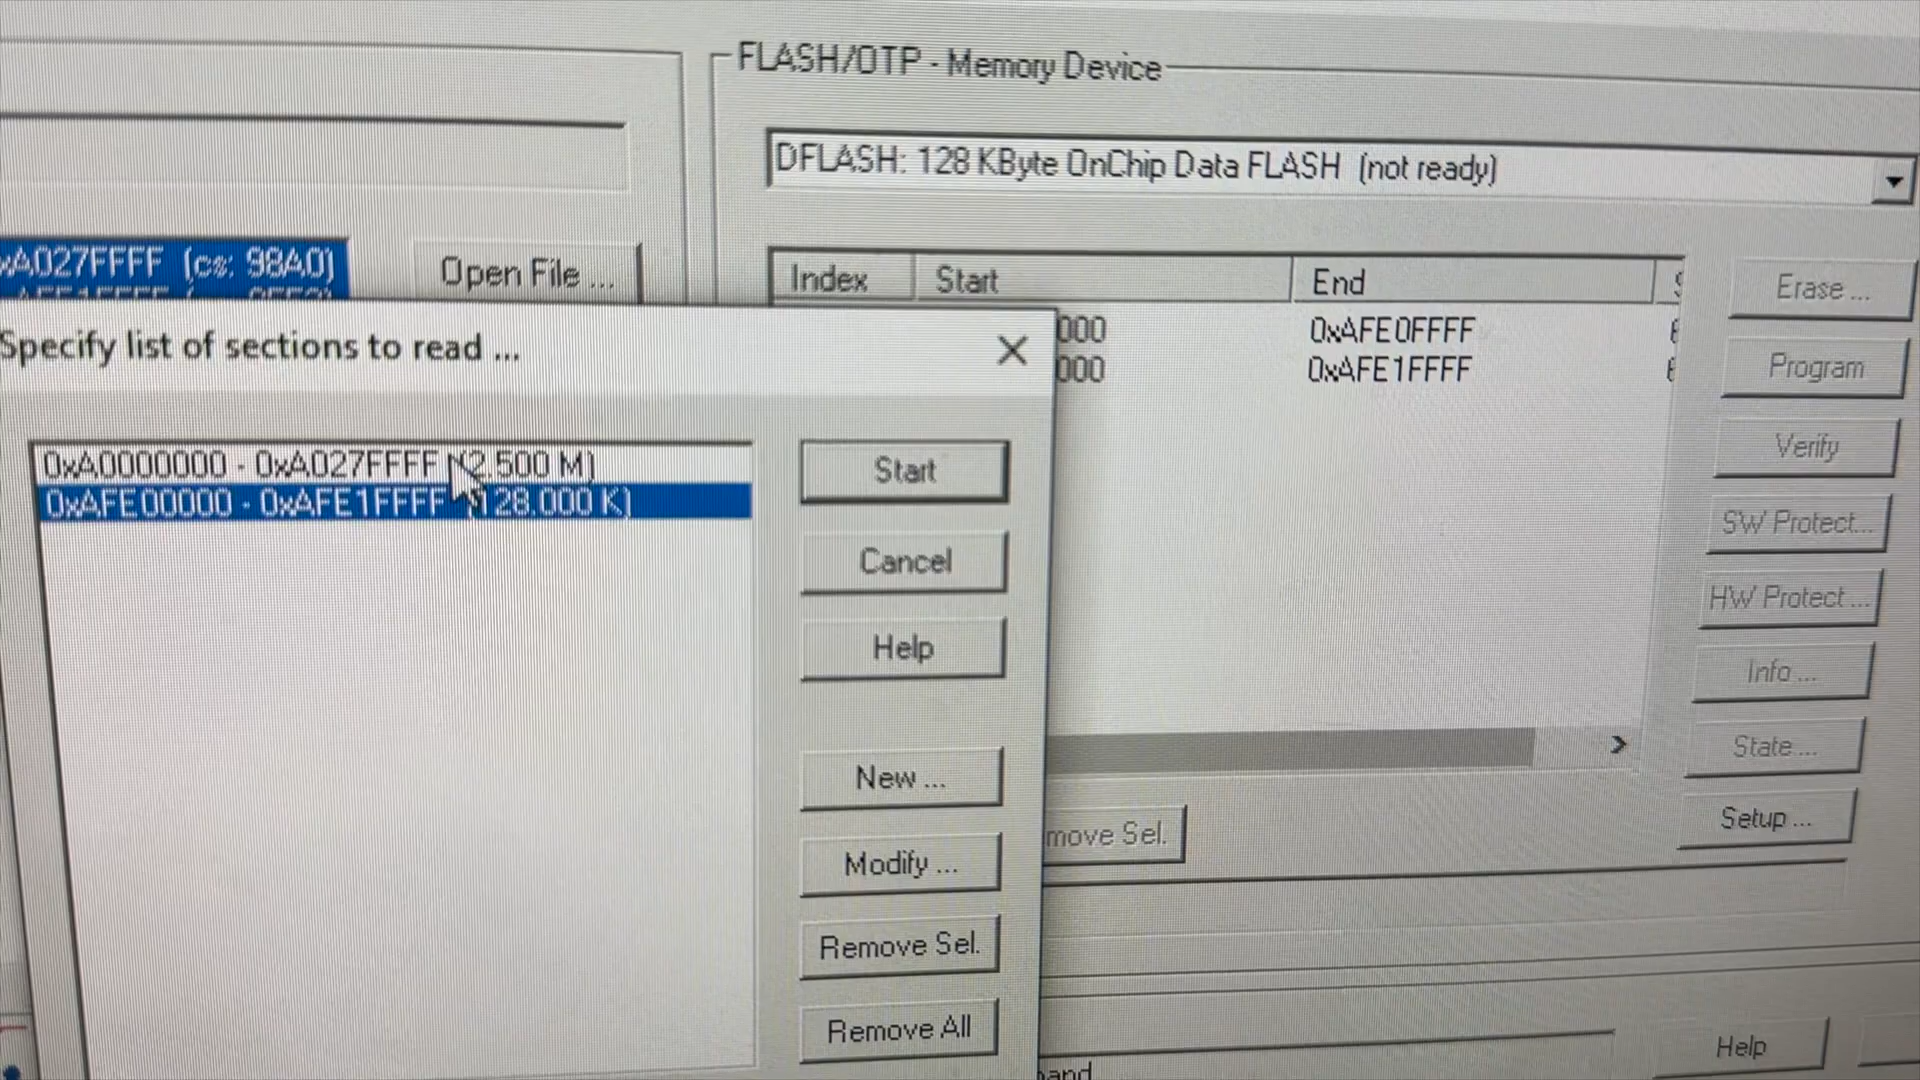 FLASH/OTP - Memory Device
DFLASH: 128 KByte OnChip Data FLASH (not ready)
xA027FFFF (cs: 98A0)
Open File ...
Index Start End
000 0xAFE0FFFF
000 0xAFE1FFFF
Erase ...
Program
Verify
SW Protect...
HW Protect ...
Info ...
State ...
Setup ...
Specify list of sections to read ...
0xA0000000 - 0xA027FFFF (2.500 M)
0xAFE00000 - 0xAFE1FFFF (128.000 K)
Start
Cancel
Help
New ...
Modify ...
Remove Sel.
Remove All
move Sel.
Help